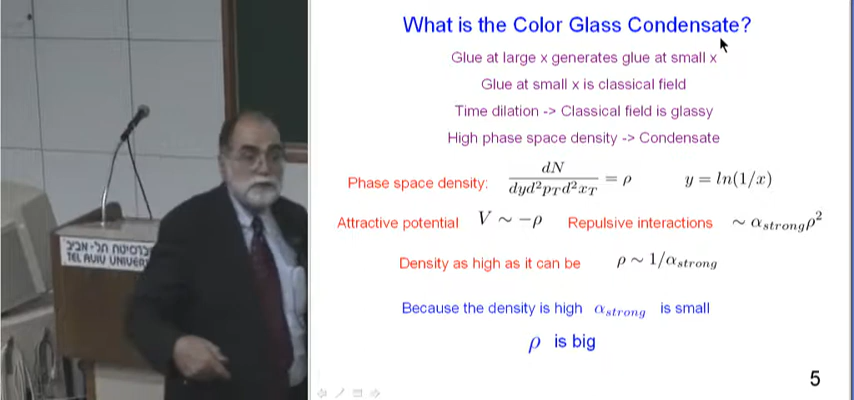 What is the Color Glass Condensate?
Glue at large x generates glue at small x
Glue at small x is classical field
Time dilation -> Classical field is glassy
High phase space density -> Condensate
Phase space density: dN/dyd²p_Td²x_T = ρ y = ln(1/x)
Attractive potential V ~ −ρ Repulsive interactions ~ α_strong ρ²
Density as high as it can be ρ ~ 1/α_strong
Because the density is high α_strong is small
ρ is big
5
אוניברסיטת תל-אביב
TEL AVIV UNIVER